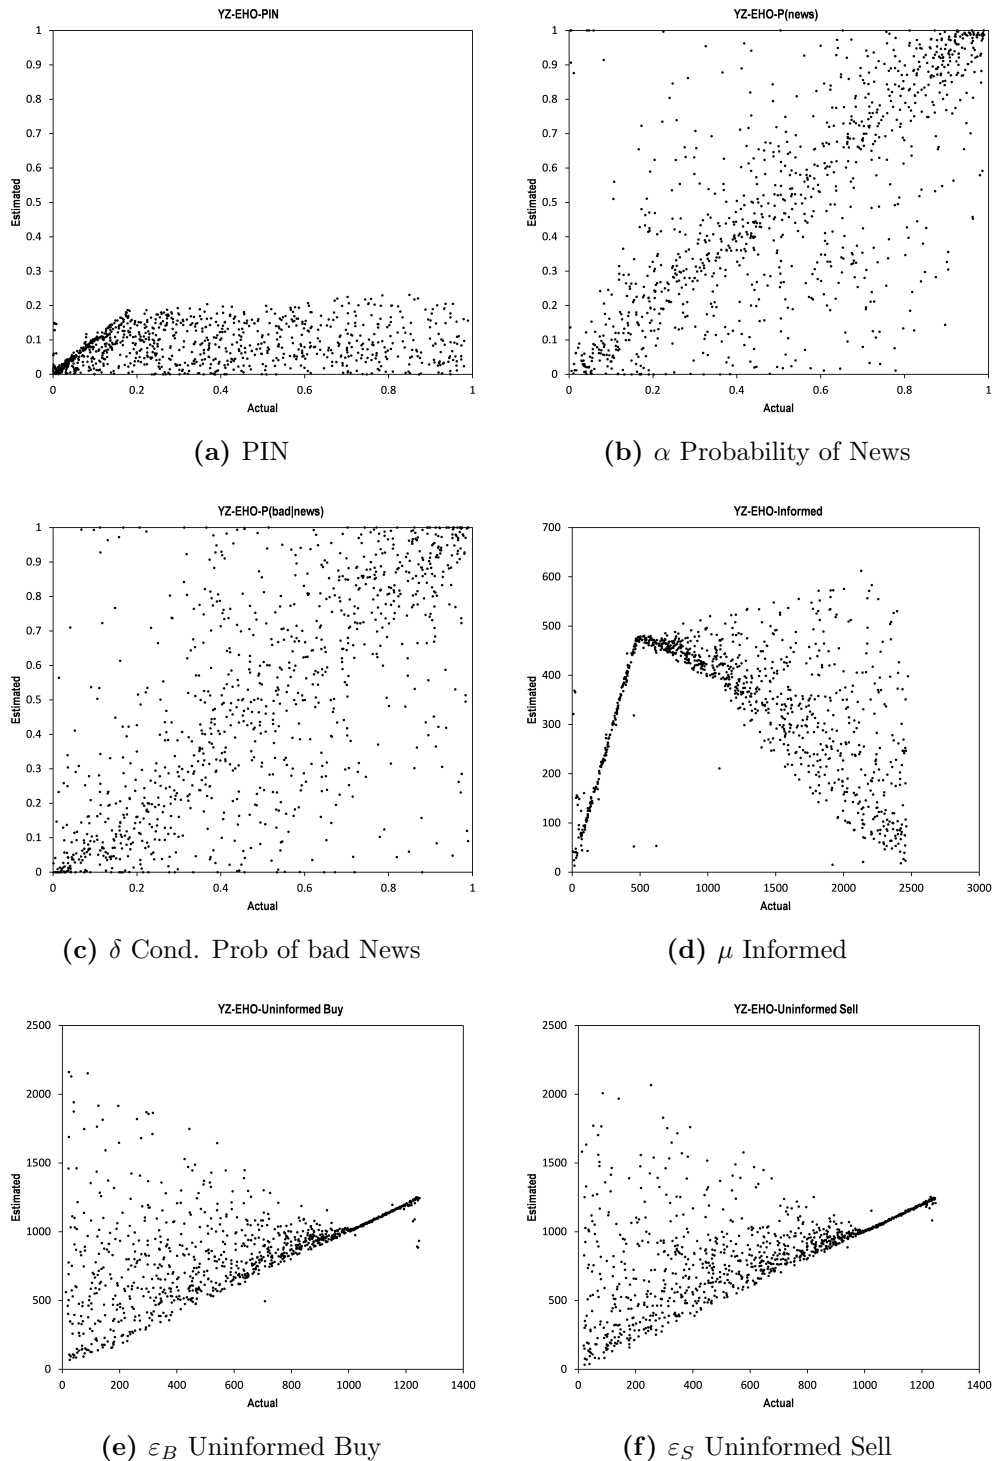 YZ-EHO-PIN
1
0.9
0.8
0.7
0.6
0.5
0.4
0.3
0.2
0.1
0
Estimated
0 0.2 0.4 0.6 0.8 1
Actual
(a) PIN
YZ-EHO-P(news)
1
0.9
0.8
0.7
0.6
0.5
0.4
0.3
0.2
0.1
0
Estimated
0 0.2 0.4 0.6 0.8 1
Actual
(b) α Probability of News
YZ-EHO-P(bad|news)
1
0.9
0.8
0.7
0.6
0.5
0.4
0.3
0.2
0.1
0
Estimated
0 0.2 0.4 0.6 0.8 1
Actual
(c) δ Cond. Prob of bad News
YZ-EHO-Informed
700
600
500
400
300
200
100
0
Estimated
0 500 1000 1500 2000 2500 3000
Actual
(d) μ Informed
YZ-EHO-Uninformed Buy
2500
2000
1500
1000
500
0
Estimated
0 200 400 600 800 1000 1200 1400
Actual
(e) ε_B Uninformed Buy
YZ-EHO-Uninformed Sell
2500
2000
1500
1000
500
0
Estimated
0 200 400 600 800 1000 1200 1400
Actual
(f) ε_S Uninformed Sell